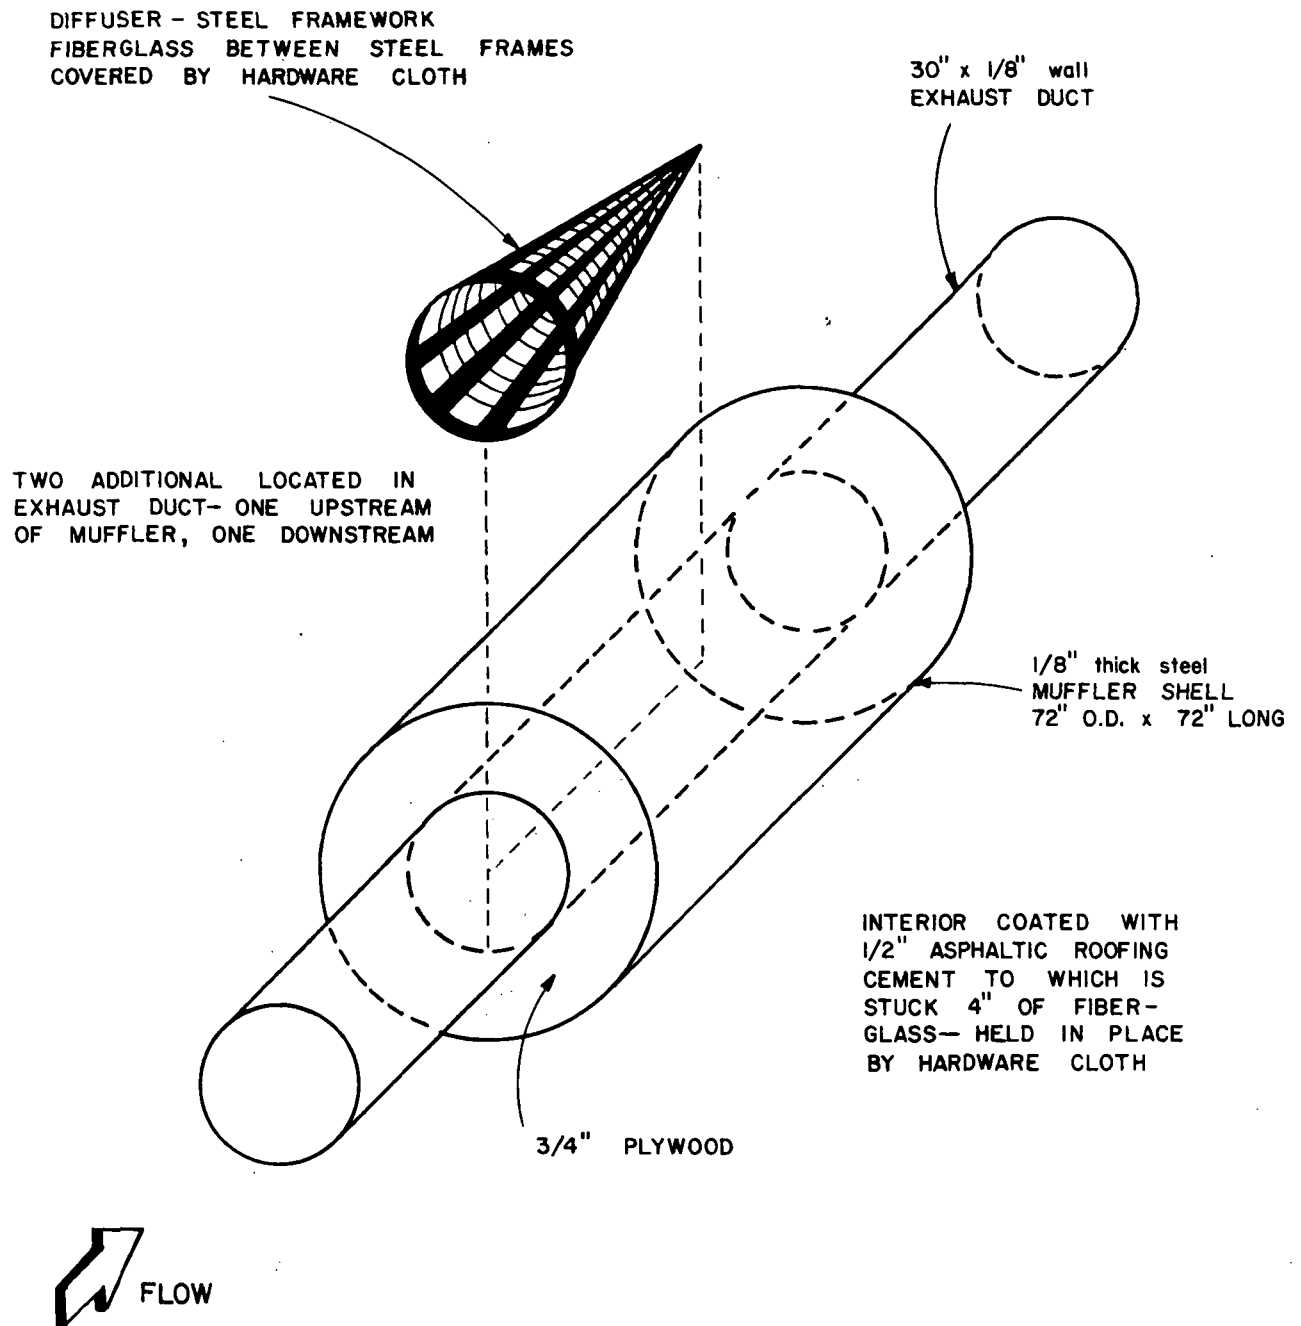 DIFFUSER - STEEL FRAMEWORK
FIBERGLASS BETWEEN STEEL FRAMES
COVERED BY HARDWARE CLOTH
30" x 1/8" wall
EXHAUST DUCT
TWO ADDITIONAL LOCATED IN
EXHAUST DUCT- ONE UPSTREAM
OF MUFFLER, ONE DOWNSTREAM
1/8" thick steel
MUFFLER SHELL
72" O.D. x 72" LONG
INTERIOR COATED WITH
1/2" ASPHALTIC ROOFING
CEMENT TO WHICH IS
STUCK 4" OF FIBER-
GLASS— HELD IN PLACE
BY HARDWARE CLOTH
3/4" PLYWOOD
FLOW